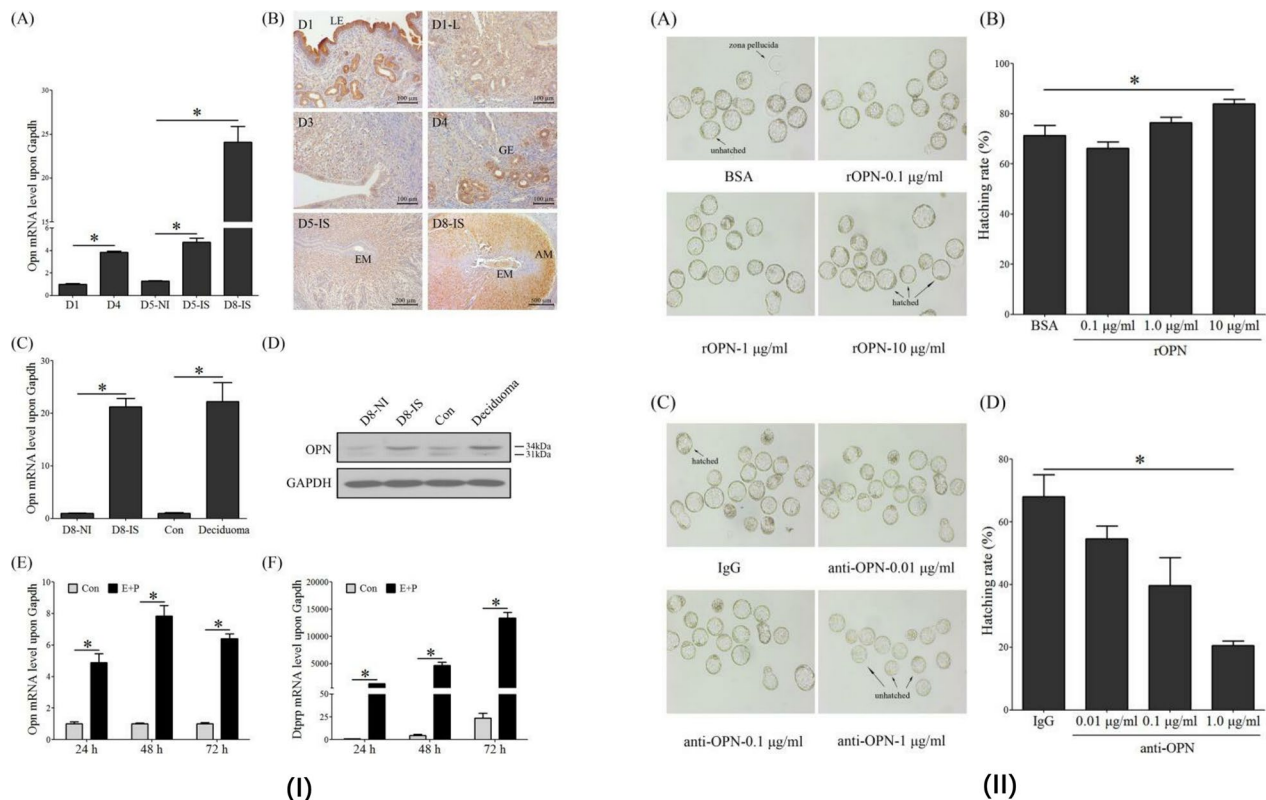 (A)
Opn mRNA level upon Gapdh
30
25
20
15
6
4
2
0
*
*
*
D1
D4
D5-NI
D5-IS
D8-IS
(B)
D1
LE
100 μm
D1-L
100 μm
D3
100 μm
D4
GE
100 μm
D5-IS
EM
200 μm
D8-IS
AM
EM
500 μm
(C)
Opn mRNA level upon Gapdh
30
20
10
0
*
*
D8-NI
D8-IS
Con
Deciduoma
(D)
D8-NI
D8-IS
Con
Deciduoma
OPN
34kDa
31kDa
GAPDH
(E)
Opn mRNA level upon Gapdh
10
8
6
4
2
0
Con
E+P
*
*
*
24 h
48 h
72 h
(F)
Dtprp mRNA level upon Gapdh
20000
15000
10000
5000
50
25
0
Con
E+P
*
*
*
24 h
48 h
72 h
(I)
(A)
zona pellucida
unhatched
BSA
rOPN-0.1 μg/ml
hatched
rOPN-1 μg/ml
rOPN-10 μg/ml
(B)
Hatching rate (%)
100
80
60
40
20
0
*
BSA
0.1 μg/ml
1.0 μg/ml
10 μg/ml
rOPN
(C)
hatched
IgG
anti-OPN-0.01 μg/ml
unhatched
anti-OPN-0.1 μg/ml
anti-OPN-1 μg/ml
(D)
Hatching rate (%)
80
60
40
20
0
*
IgG
0.01 μg/ml
0.1 μg/ml
1.0 μg/ml
anti-OPN
(II)